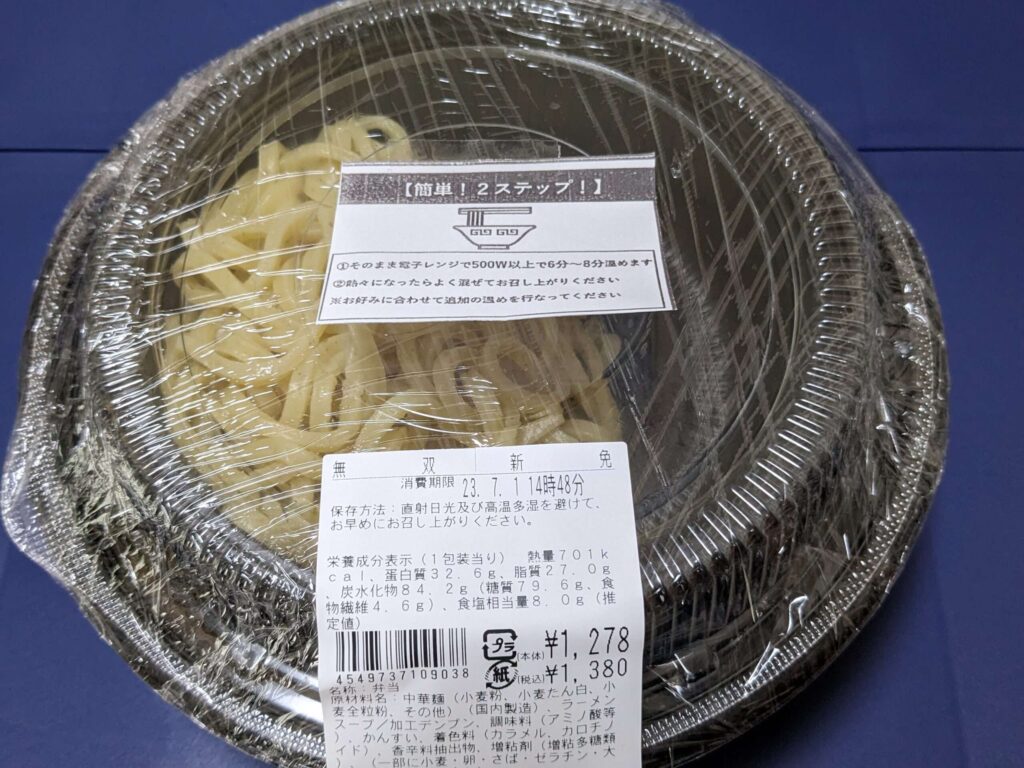 【簡単！２ステップ！】
①そのまま電子レンジで500W以上で6分～8分温めます
②熱々になったらよく混ぜてお召し上がりください
※お好みに合わせて追加の温めを行なってください
無双新免
消費期限 23. 7. 1 14時48分
保存方法：直射日光及び高温多湿を避けて、
お早めにお召し上がりください。
栄養成分表示（１包装当り） 熱量７０１ｋ
ｃａｌ、蛋白質３２．６ｇ、脂質２７．０ｇ
、炭水化物８４．２ｇ（糖質７９．６ｇ、食
物繊維４．６ｇ）、食塩相当量８．０ｇ（推
定値）
プラ (本体) ¥1,278
紙 (税込) ¥1,380
4549737109038
名称：弁当
原材料名：中華麺（小麦粉、小麦たん白、小
麦全粒粉、その他）（国内製造）、ラーメン
スープ／加工デンプン、調味料（アミノ酸等
）、かんすい、着色料（カラメル、カロチノ
イド）、香辛料抽出物、増粘剤（増粘多糖類
）、（一部に小麦・卵・さば・ゼラチン・大